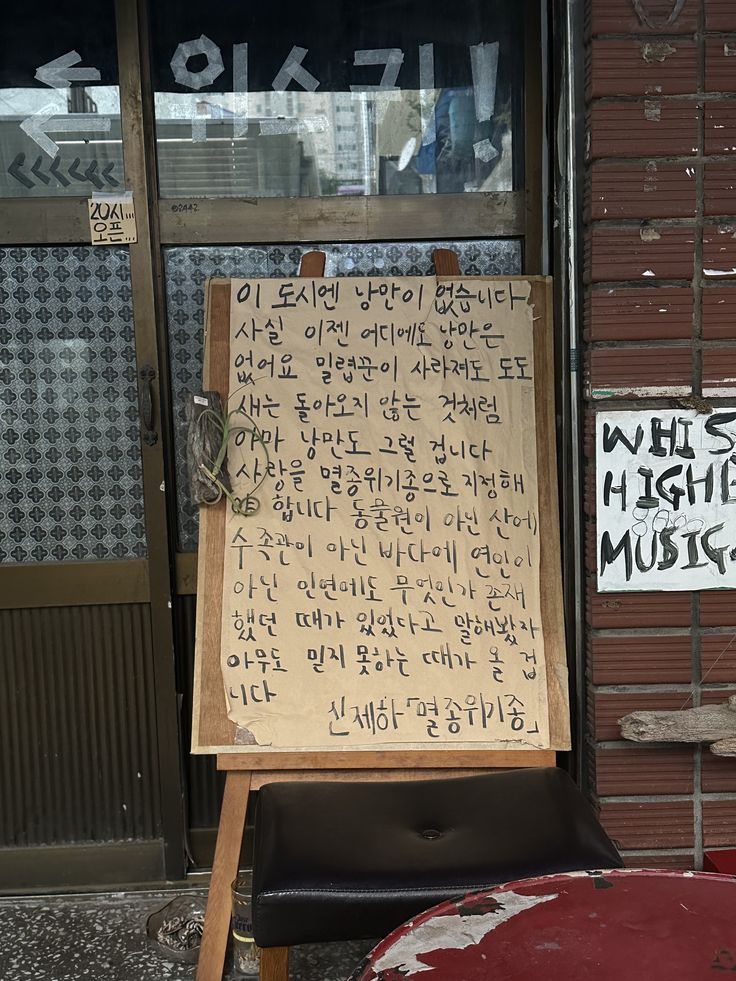 위스키!
20시...
오픈...
이 도시엔 낭만이 없습니다
사실 이젠 어디에도 낭만은
없어요 밀렵꾼이 사라져도 도도
새는 돌아오지 않는 것처럼
아마 낭만도 그럴 겁니다
사랑을 멸종위기종으로 지정해
합니다 동물원이 아닌 산에
수족관이 아닌 바다에 연인이
아닌 인연에도 무엇인가 존재
했던 때가 있었다고 말해봤자
아무도 믿지 못하는 때가 올 겁
니다
신제하 「멸종위기종」
WHIS
HIGHB
MUSIC